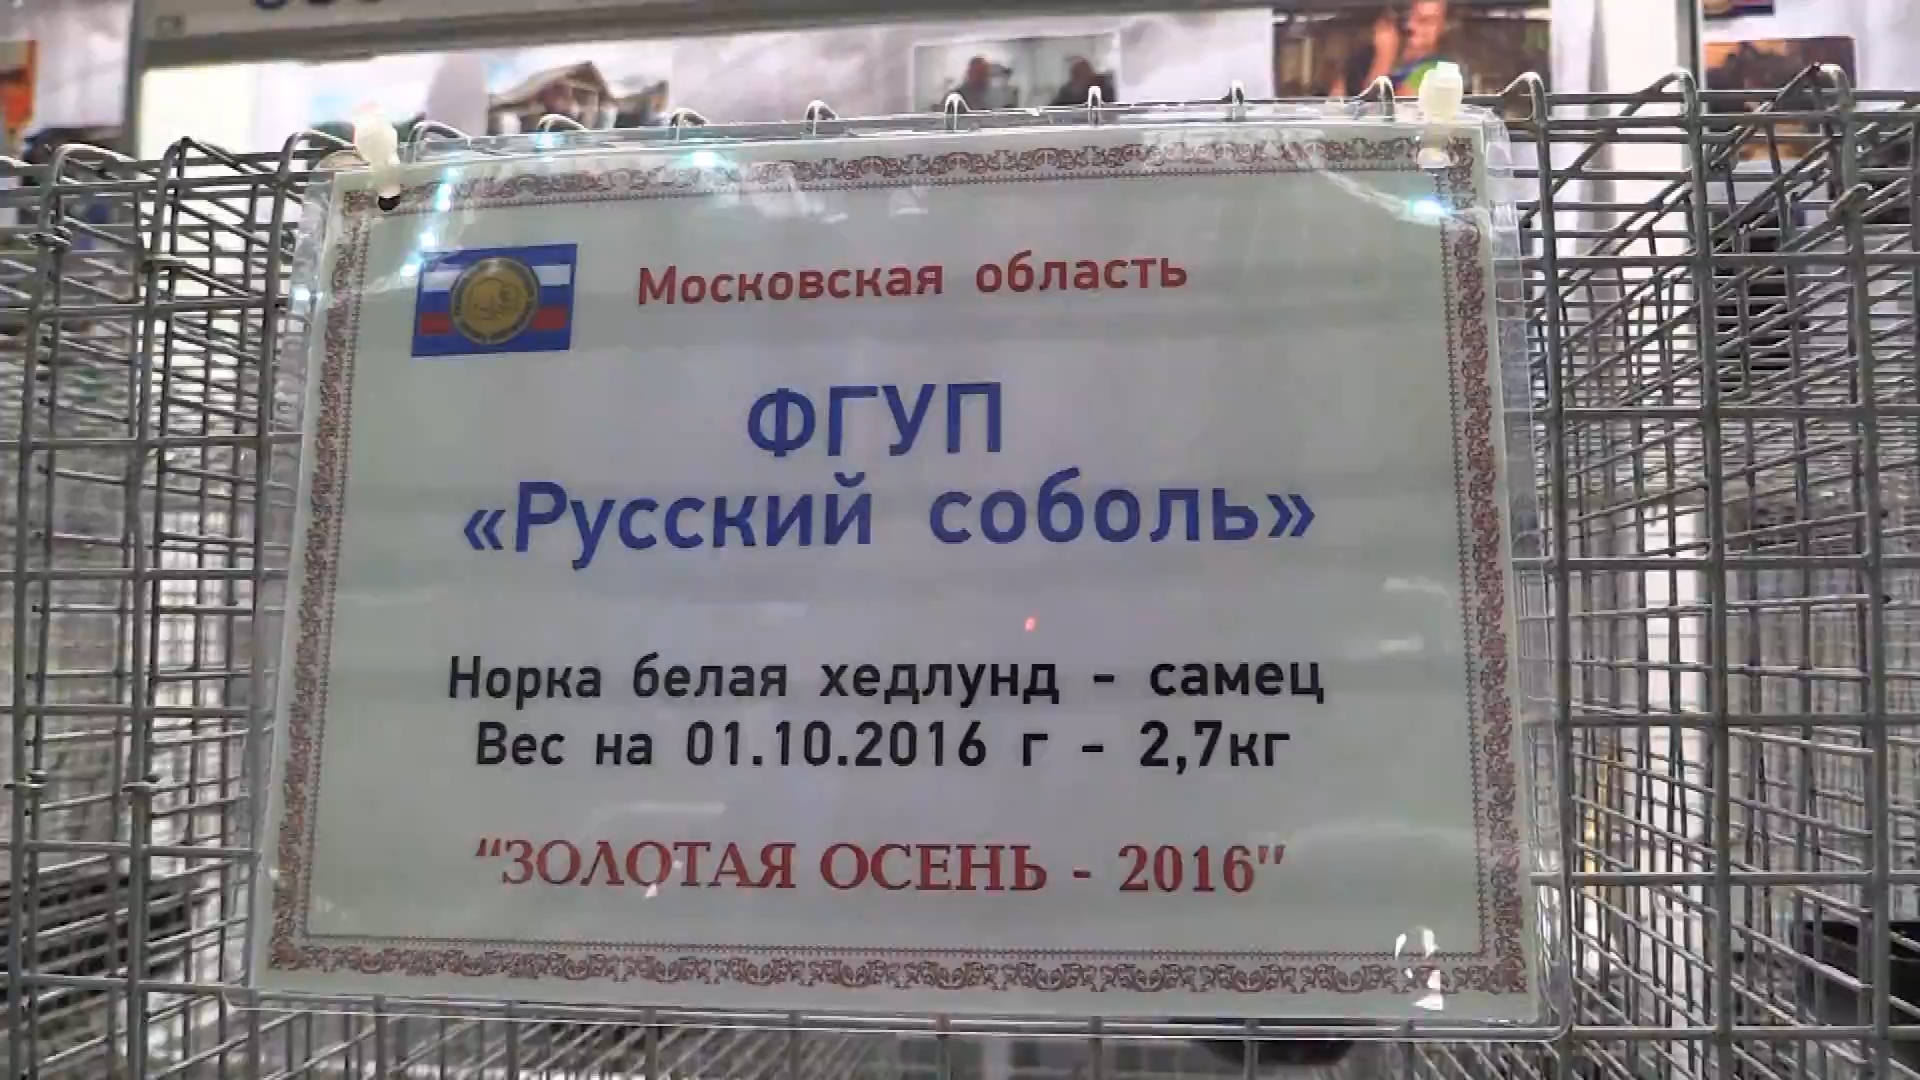 Московская область
ФГУП
«Русский соболь»
Норка белая хедлунд - самец
Вес на 01.10.2016 г - 2,7кг
“ЗОЛОТАЯ ОСЕНЬ - 2016”